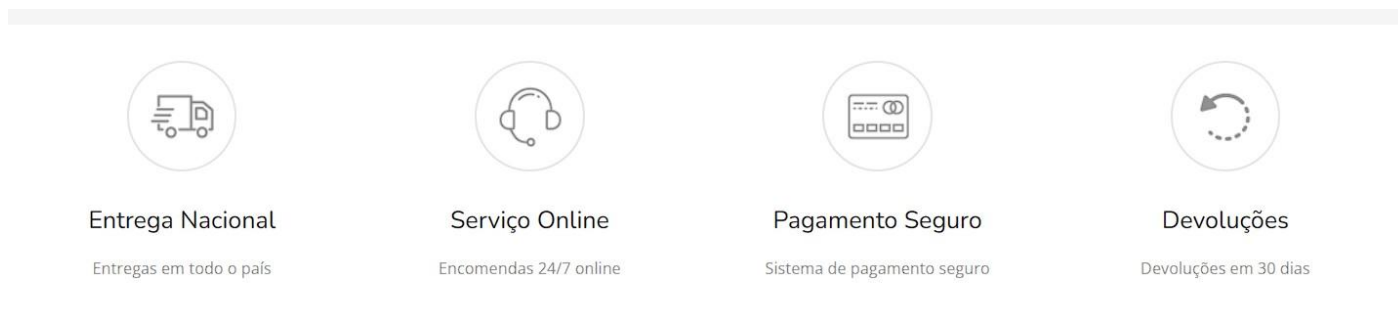 Entrega Nacional
Entregas em todo o país
Serviço Online
Encomendas 24/7 online
Pagamento Seguro
Sistema de pagamento seguro
Devoluções
Devoluções em 30 dias